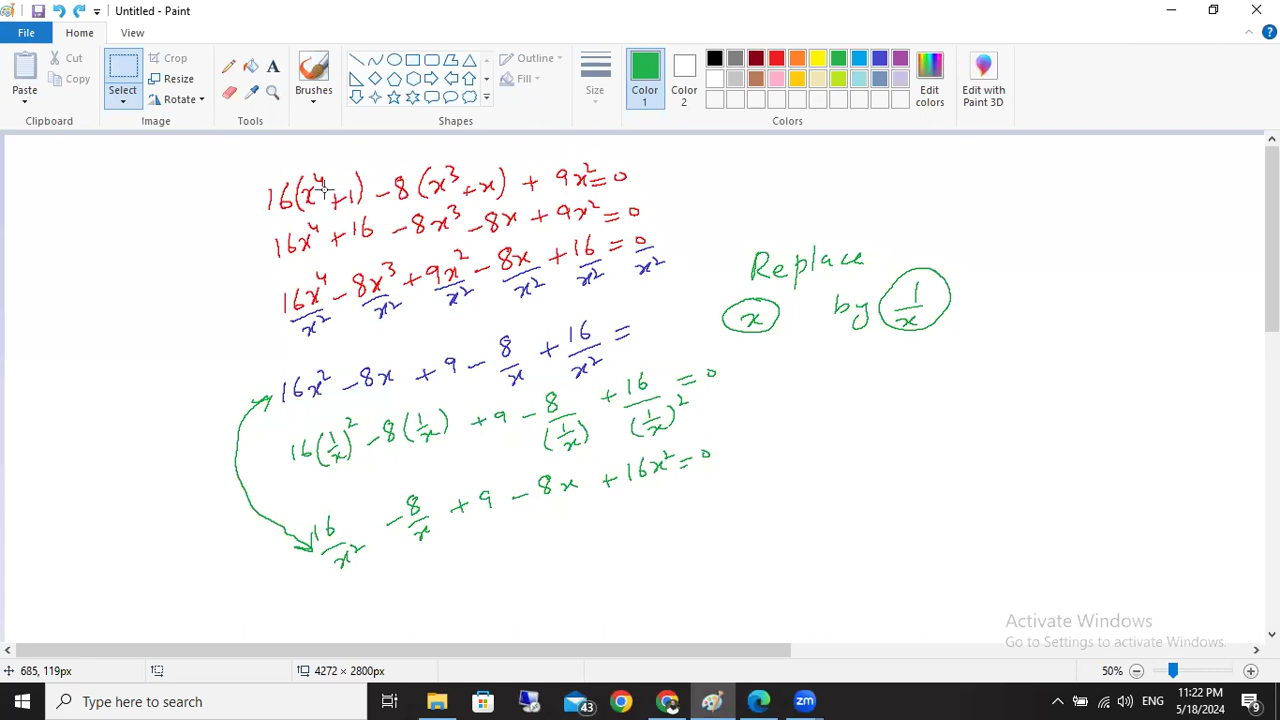 Untitled - Paint
File Home View
Paste
Cut
Copy
Clipboard
Select
Crop
Resize
Rotate
Image
A
Tools
Brushes
Outline
Fill
Shapes
Size
Color 1
Color 2
Edit colors
Edit with Paint 3D
Colors
16(x⁴+1) -8(x³+x) + 9x²=0
16x⁴ +16 -8x³ -8x +9x² =0
16x⁴/x² - 8x³/x² + 9x²/x² - 8x/x² + 16/x² = 0/x²
Replace
x by 1/x
16x² -8x +9 - 8/x + 16/x² =
16(1/x)² -8(1/x) +9 - 8/(1/x) + 16/(1/x)² =0
16/x² - 8/x +9 - 8x +16x² =0
Activate Windows
Go to Settings to activate Windows.
685, 119px
4272 × 2800px
50%
Type here to search
43
zm
ENG
11:22 PM
5/18/2024
9